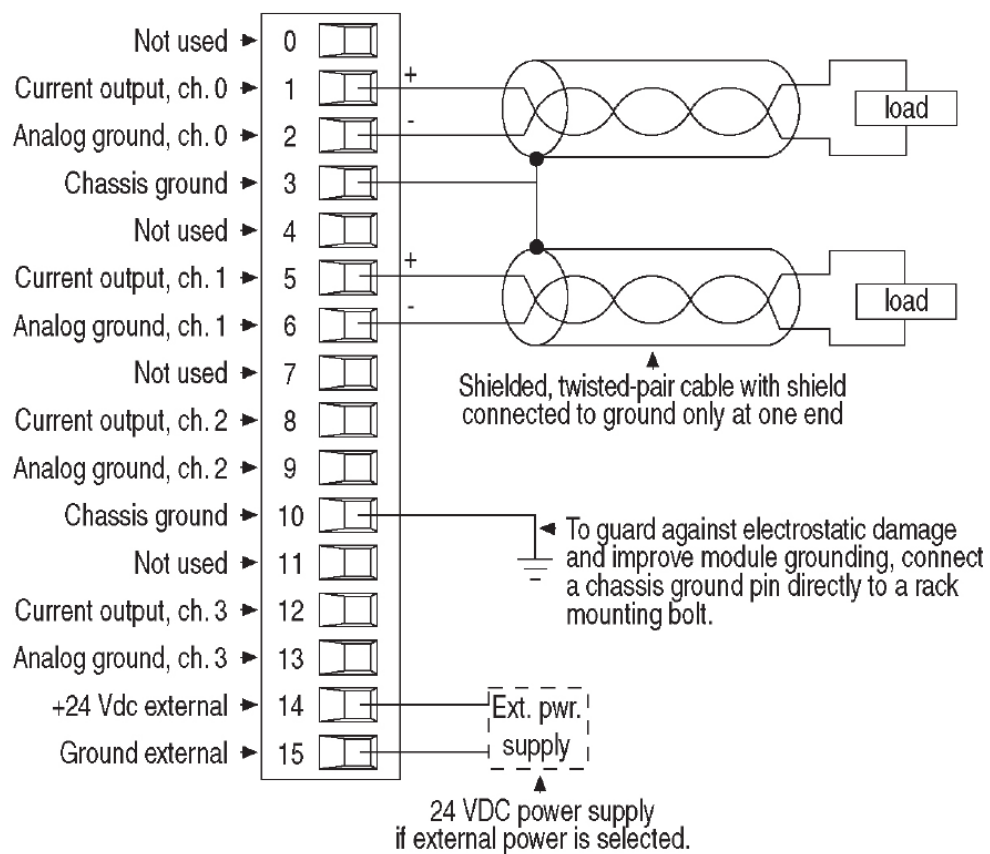 Not used 0
Current output, ch. 0 1 +
Analog ground, ch. 0 2 -
load
Chassis ground 3
Not used 4
Current output, ch. 1 5 +
Analog ground, ch. 1 6 -
load
Not used 7
Shielded, twisted-pair cable with shield
connected to ground only at one end
Current output, ch. 2 8
Analog ground, ch. 2 9
Chassis ground 10
To guard against electrostatic damage
and improve module grounding, connect
a chassis ground pin directly to a rack
mounting bolt.
Not used 11
Current output, ch. 3 12
Analog ground, ch. 3 13
+24 Vdc external 14
Ground external 15
Ext. pwr.
supply
24 VDC power supply
if external power is selected.